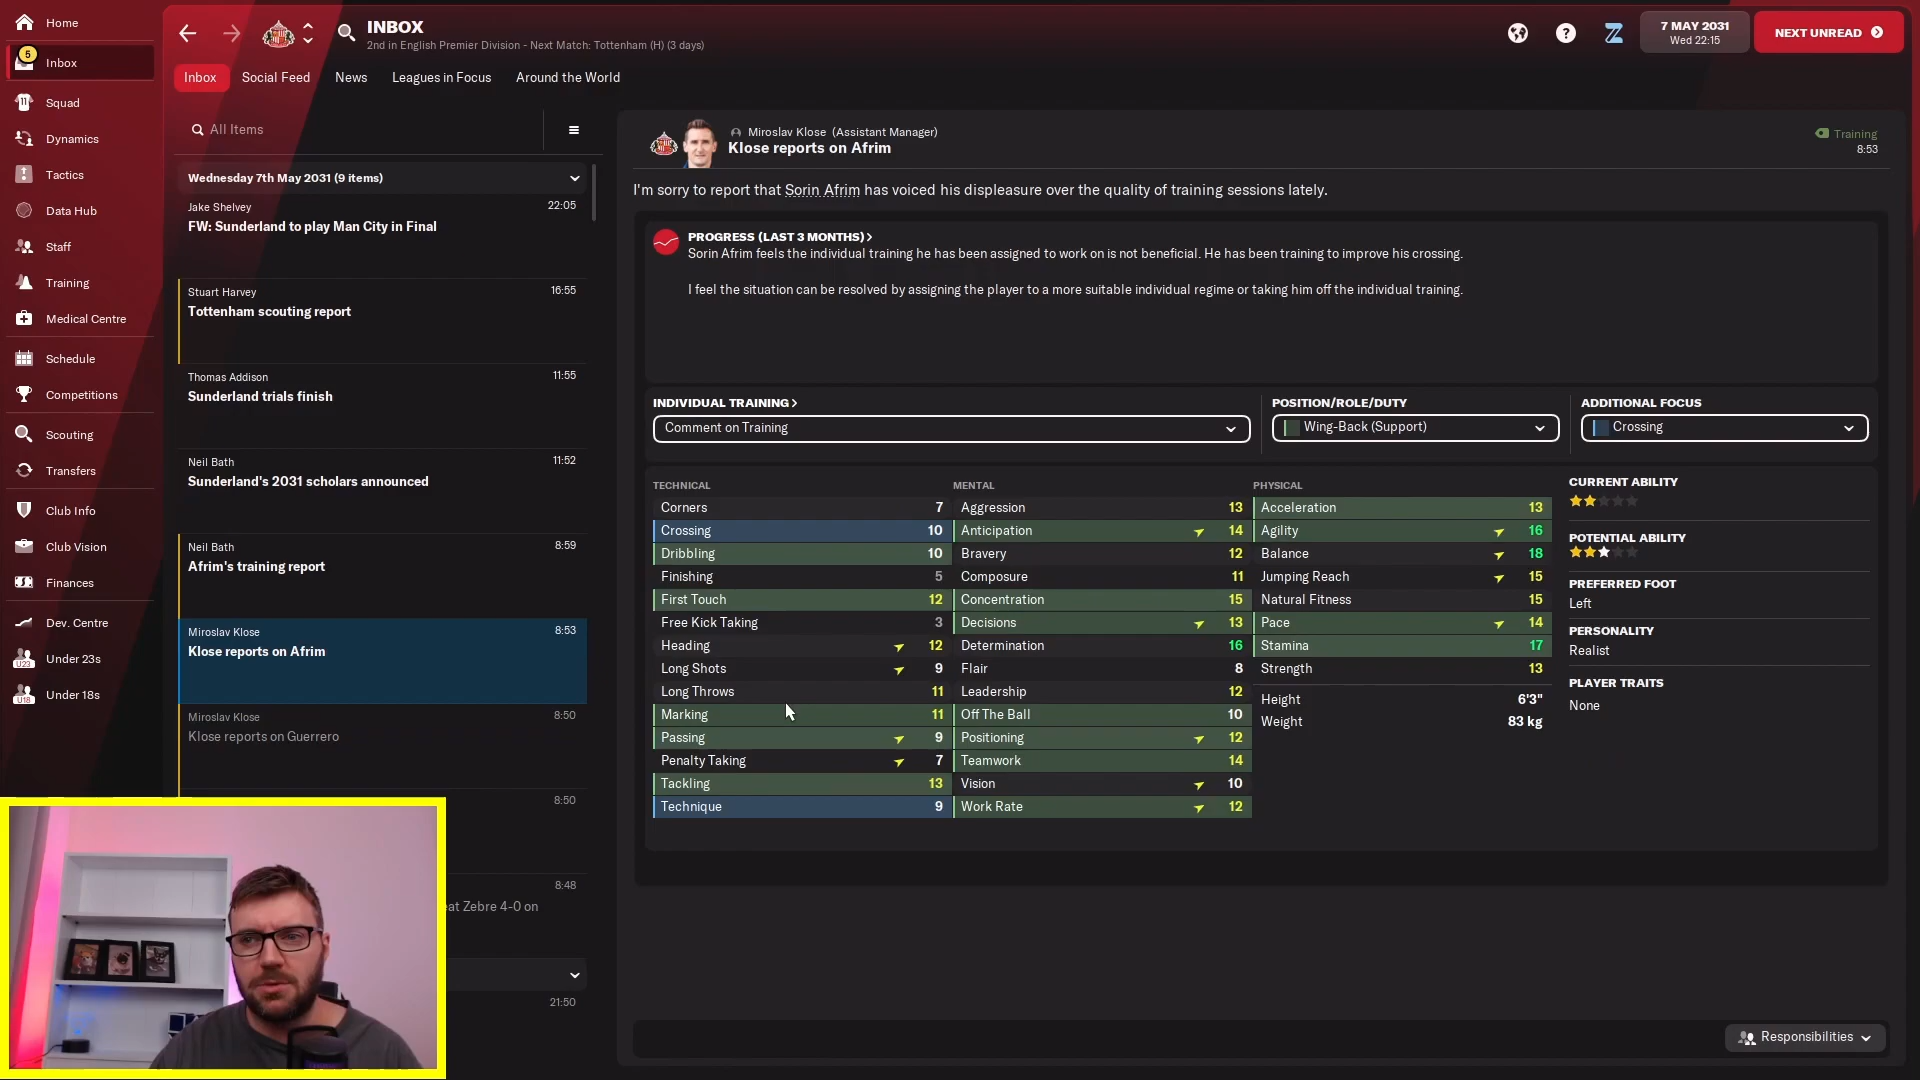 Home
5
Inbox
Squad
Dynamics
Tactics
Data Hub
Staff
Training
Medical Centre
Schedule
Competitions
Scouting
Transfers
Club Info
Club Vision
Finances
Dev. Centre
U23
Under 23s
U18
Under 18s
INBOX
2nd in English Premier Division - Next Match: Tottenham (H) (3 days)
7 MAY 2031
Wed 22:15
NEXT UNREAD
Inbox
Social Feed
News
Leagues in Focus
Around the World
All Items
Wednesday 7th May 2031 (9 items)
Jake Shelvey 22:05
FW: Sunderland to play Man City in Final
Stuart Harvey 16:55
Tottenham scouting report
Thomas Addison 11:55
Sunderland trials finish
Neil Bath 11:52
Sunderland's 2031 scholars announced
Neil Bath 8:59
Afrim's training report
Miroslav Klose 8:53
Klose reports on Afrim
Miroslav Klose 8:50
Klose reports on Guerrero
8:50
8:48
eat Zebre 4-0 on
21:50
Miroslav Klose (Assistant Manager)
Klose reports on Afrim
Training
8:53
I'm sorry to report that Sorin Afrim has voiced his displeasure over the quality of training sessions lately.
PROGRESS (LAST 3 MONTHS)
Sorin Afrim feels the individual training he has been assigned to work on is not beneficial. He has been training to improve his crossing.
I feel the situation can be resolved by assigning the player to a more suitable individual regime or taking him off the individual training.
INDIVIDUAL TRAINING
Comment on Training
POSITION/ROLE/DUTY
Wing-Back (Support)
ADDITIONAL FOCUS
Crossing
TECHNICAL
Corners 7
Crossing 10
Dribbling 10
Finishing 5
First Touch 12
Free Kick Taking 3
Heading 12
Long Shots 9
Long Throws 11
Marking 11
Passing 9
Penalty Taking 7
Tackling 13
Technique 9
MENTAL
Aggression 13
Anticipation 14
Bravery 12
Composure 11
Concentration 15
Decisions 13
Determination 16
Flair 8
Leadership 12
Off The Ball 10
Positioning 12
Teamwork 14
Vision 10
Work Rate 12
PHYSICAL
Acceleration 13
Agility 16
Balance 18
Jumping Reach 15
Natural Fitness 15
Pace 14
Stamina 17
Strength 13
Height 6'3"
Weight 83 kg
CURRENT ABILITY
POTENTIAL ABILITY
PREFERRED FOOT
Left
PERSONALITY
Realist
PLAYER TRAITS
None
Responsibilities